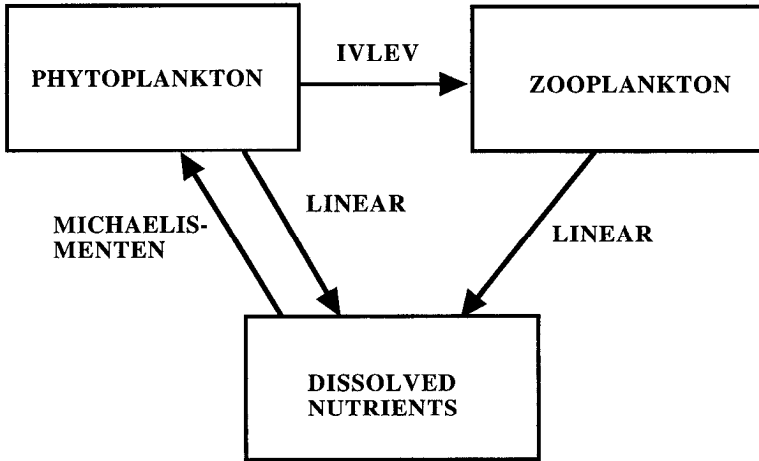 IVLEV
PHYTOPLANKTON
ZOOPLANKTON
LINEAR
MICHAELIS-
MENTEN
LINEAR
DISSOLVED
NUTRIENTS